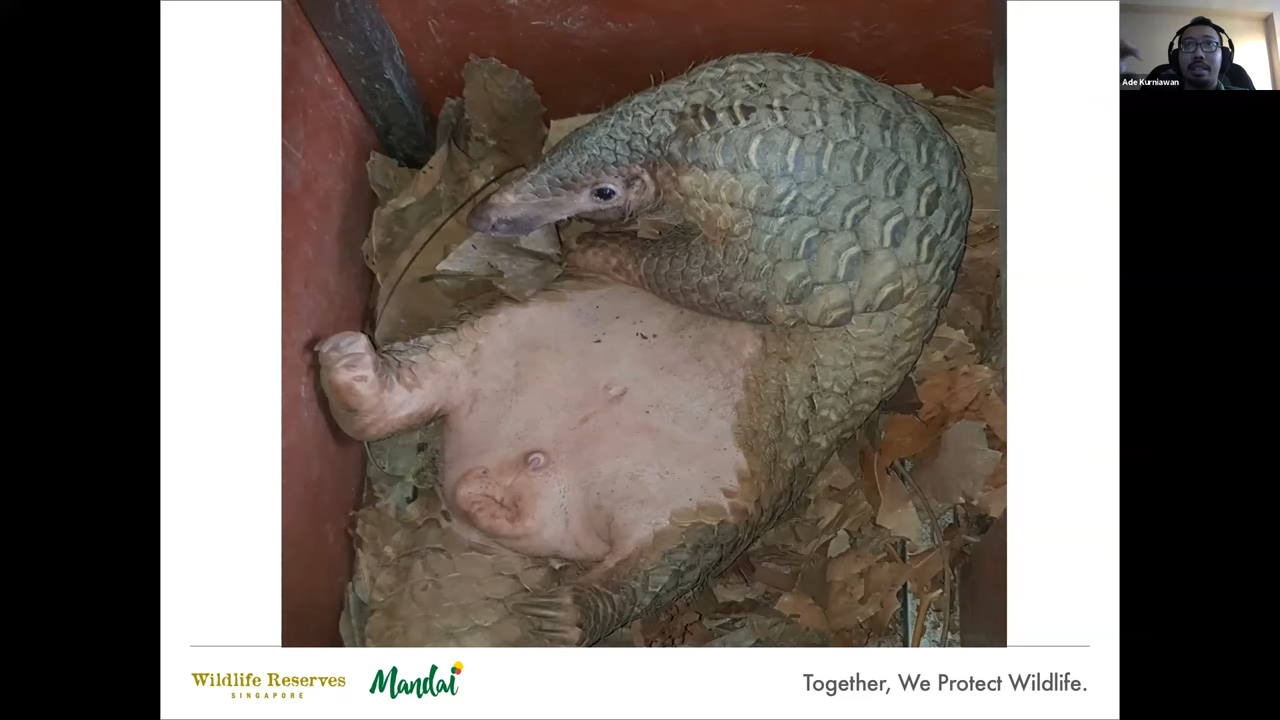 Ade Kurniawan
Wildlife Reserves
SINGAPORE
Mandai
Together, We Protect Wildlife.